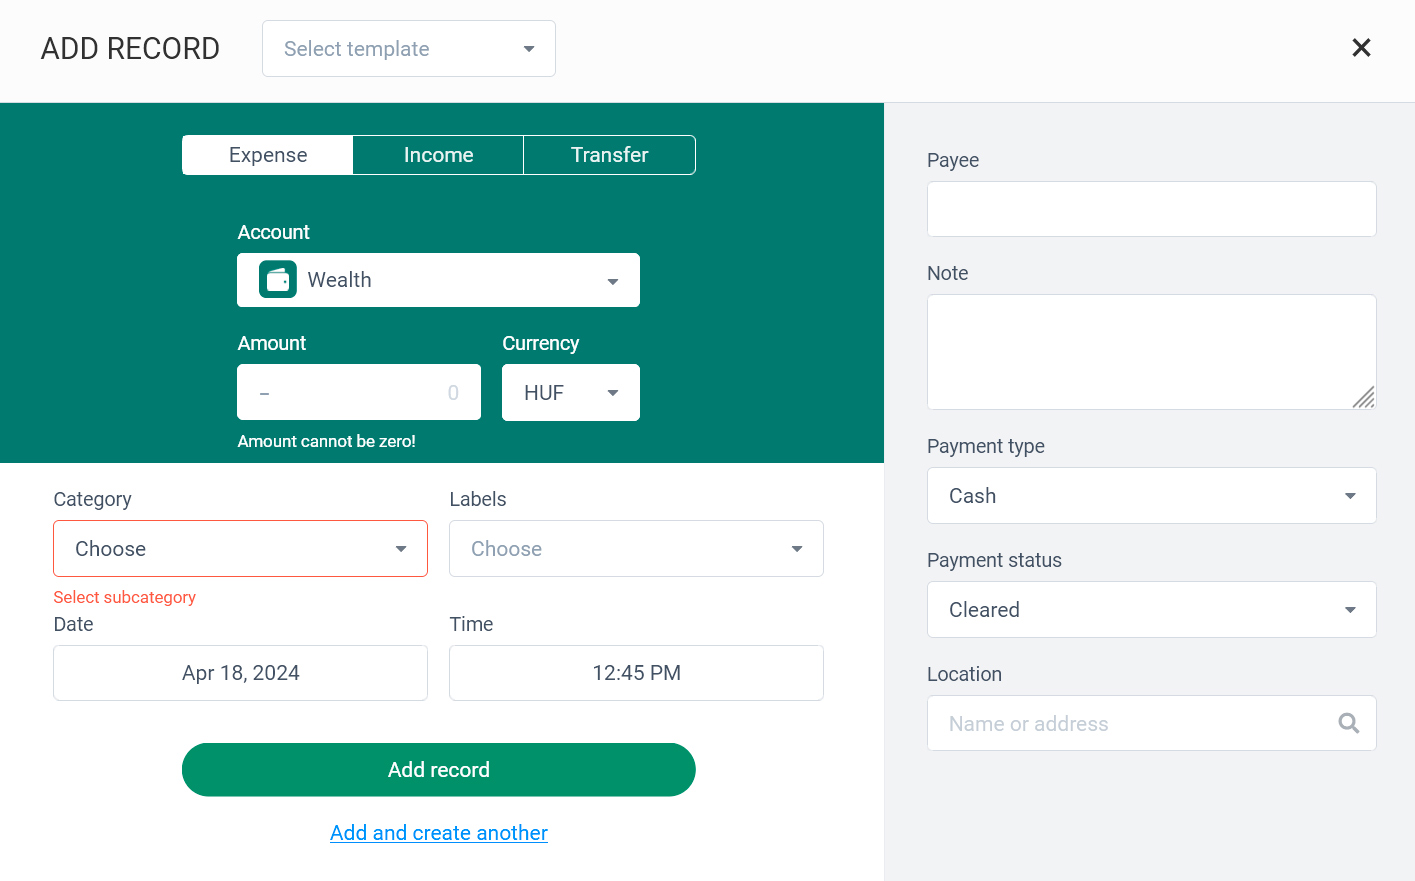 ADD RECORD
Select template
Expense
Income
Transfer
Account
Wealth
Amount
Currency
– 0
HUF
Amount cannot be zero!
Category
Labels
Choose
Choose
Select subcategory
Date
Time
Apr 18, 2024
12:45 PM
Add record
Add and create another
Payee
Note
Payment type
Cash
Payment status
Cleared
Location
Name or address